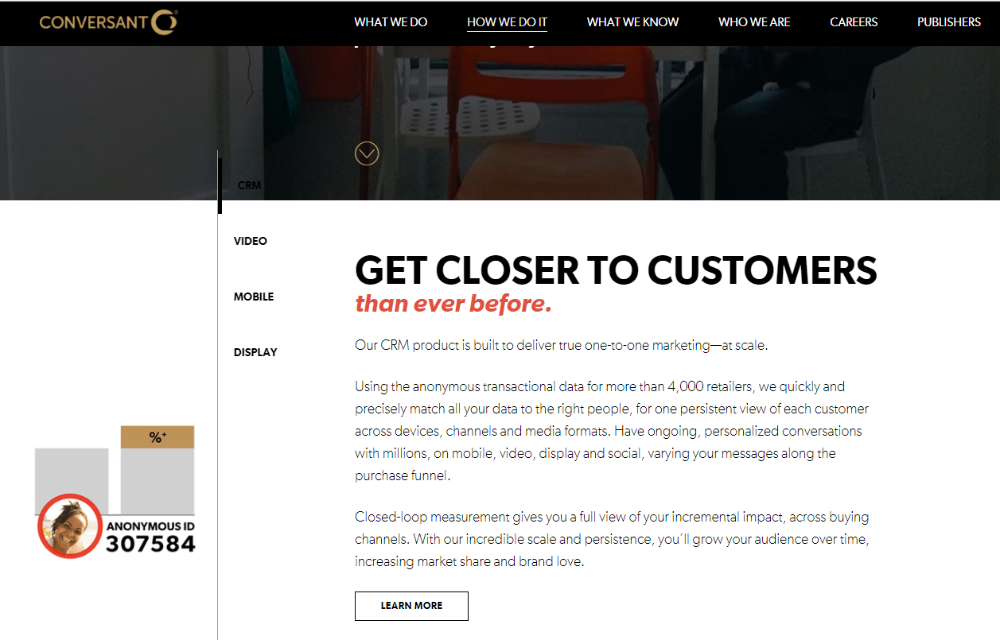 CONVERSANT
WHAT WE DO
HOW WE DO IT
WHAT WE KNOW
WHO WE ARE
CAREERS
PUBLISHERS
CRM
VIDEO
MOBILE
DISPLAY
GET CLOSER TO CUSTOMERS
than ever before.
Our CRM product is built to deliver true one-to-one marketing—at scale.
Using the anonymous transactional data for more than 4,000 retailers, we quickly and
precisely match all your data to the right people, for one persistent view of each customer
across devices, channels and media formats. Have ongoing, personalized conversations
with millions, on mobile, video, display and social, varying your messages along the
purchase funnel.
Closed-loop measurement gives you a full view of your incremental impact, across buying
channels. With our incredible scale and persistence, you´ll grow your audience over time,
increasing market share and brand love.
LEARN MORE
%+
ANONYMOUS ID
307584